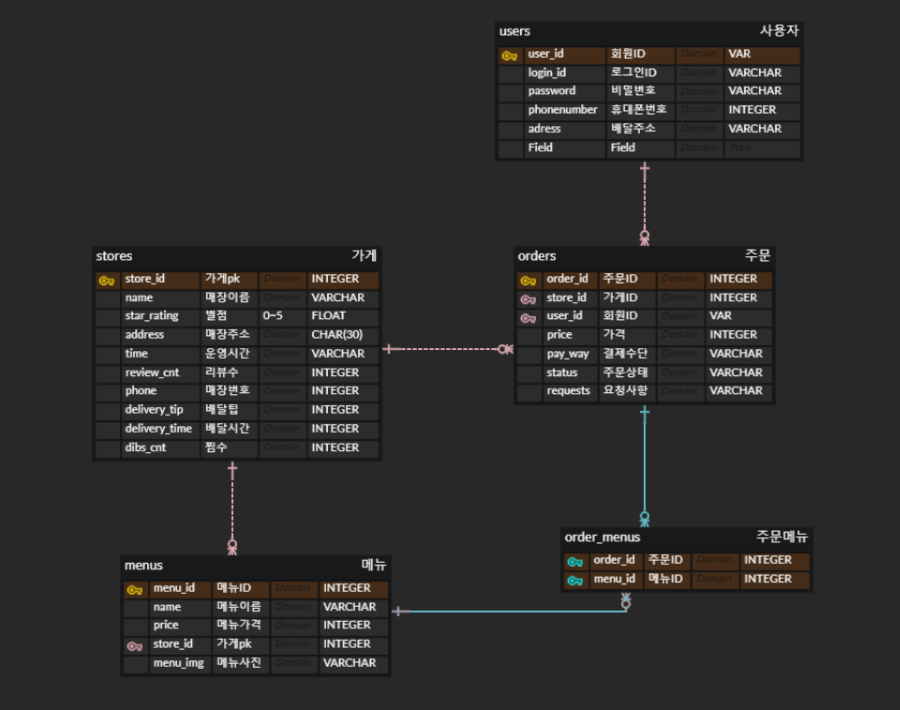 users 사용자
user_id 회원ID Domain VAR
login_id 로그인ID Domain VARCHAR
password 비밀번호 Domain VARCHAR
phonenumber 휴대폰번호 Domain INTEGER
adress 배달주소 Domain VARCHAR
Field Field Domain Type
stores 가게
store_id 가게pk Domain INTEGER
name 매장이름 Domain VARCHAR
star_rating 별점 0~5 FLOAT
address 매장주소 Domain CHAR(30)
time 운영시간 Domain VARCHAR
review_cnt 리뷰수 Domain INTEGER
phone 매장번호 Domain INTEGER
delivery_tip 배달팁 Domain INTEGER
delivery_time 배달시간 Domain INTEGER
dibs_cnt 찜수 Domain INTEGER
orders 주문
order_id 주문ID Domain INTEGER
store_id 가게ID Domain INTEGER
user_id 회원ID Domain VAR
price 가격 Domain INTEGER
pay_way 결제수단 Domain VARCHAR
status 주문상태 Domain VARCHAR
requests 요청사항 Domain VARCHAR
order_menus 주문메뉴
order_id 주문ID Domain INTEGER
menu_id 메뉴ID Domain INTEGER
menus 메뉴
menu_id 메뉴ID Domain INTEGER
name 메뉴이름 Domain VARCHAR
price 메뉴가격 Domain INTEGER
store_id 가게pk Domain INTEGER
menu_img 메뉴사진 Domain VARCHAR